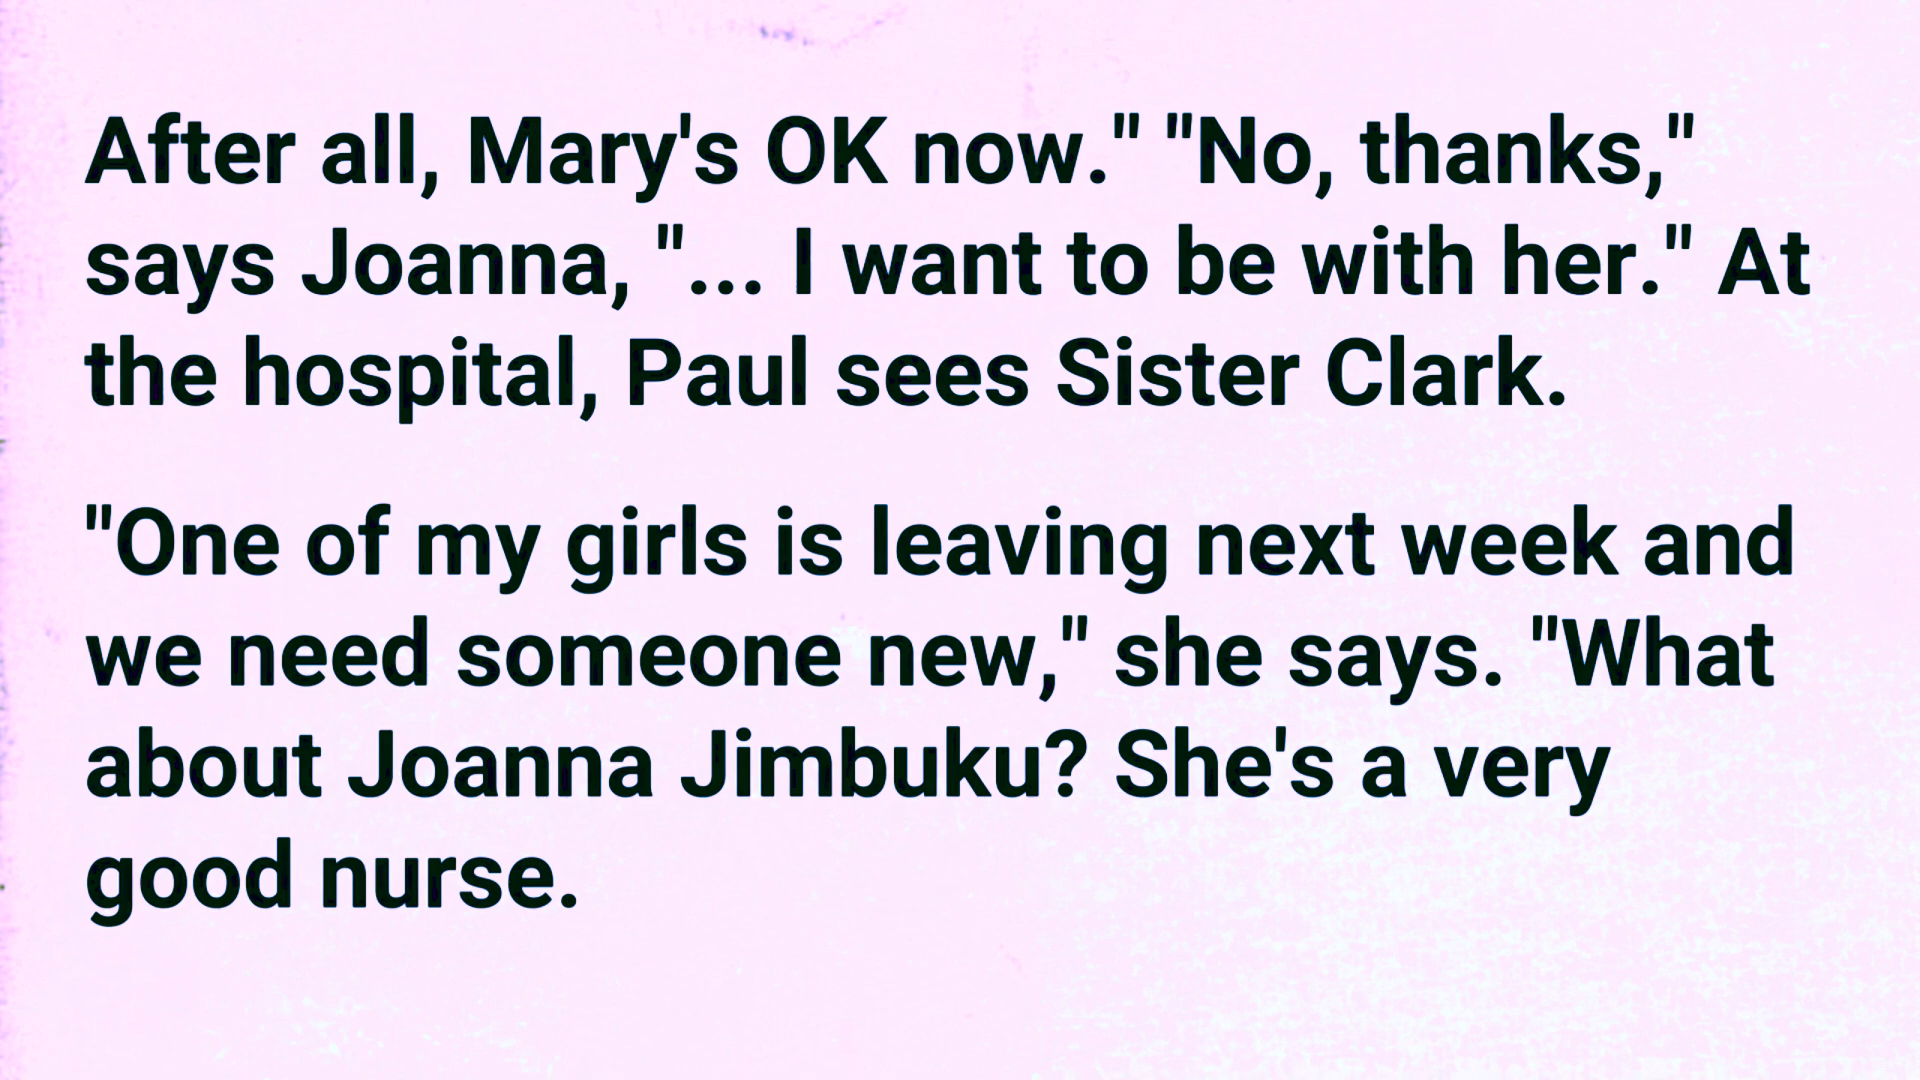 After all, Mary's OK now." "No, thanks,"
says Joanna, "... I want to be with her." At
the hospital, Paul sees Sister Clark.
"One of my girls is leaving next week and
we need someone new," she says. "What
about Joanna Jimbuku? She's a very
good nurse.